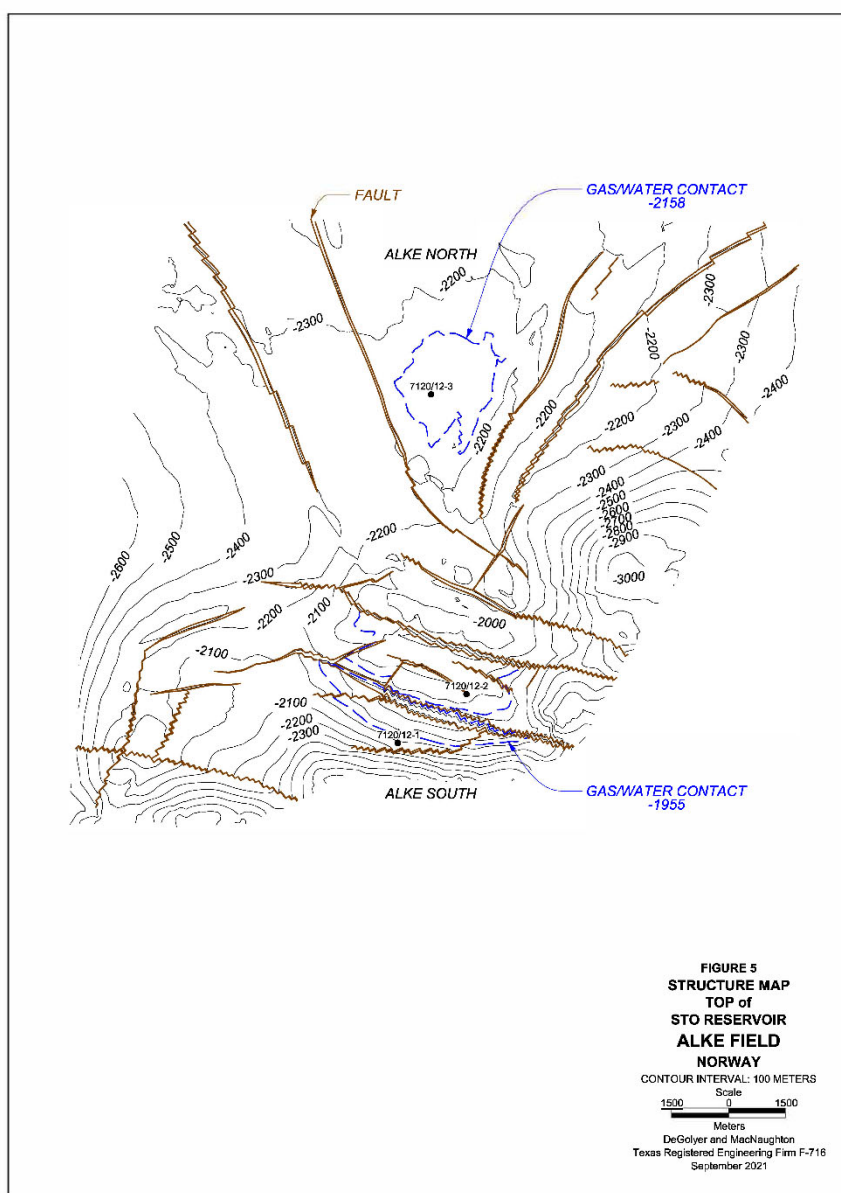 FAULT
GAS/WATER CONTACT
-2158
ALKE NORTH
-2200
-2300
-2300
-2200
-2300
-2400
7120/12-3
-2200
-2200
-2200
-2300
-2400
-2300
-2400
-2500
-2600
-2700
-2800
-2900
-3000
-2600
-2500
-2400
-2300
-2200
-2200
-2100
-2000
-2100
7120/12-2
-2100
-2200
-2300
7120/12-1
ALKE SOUTH
GAS/WATER CONTACT
-1955
FIGURE 5
STRUCTURE MAP
TOP of
STO RESERVOIR
ALKE FIELD
NORWAY
CONTOUR INTERVAL: 100 METERS
Scale
1500 0 1500
Meters
DeGolyer and MacNaughton
Texas Registered Engineering Firm F-716
September 2021